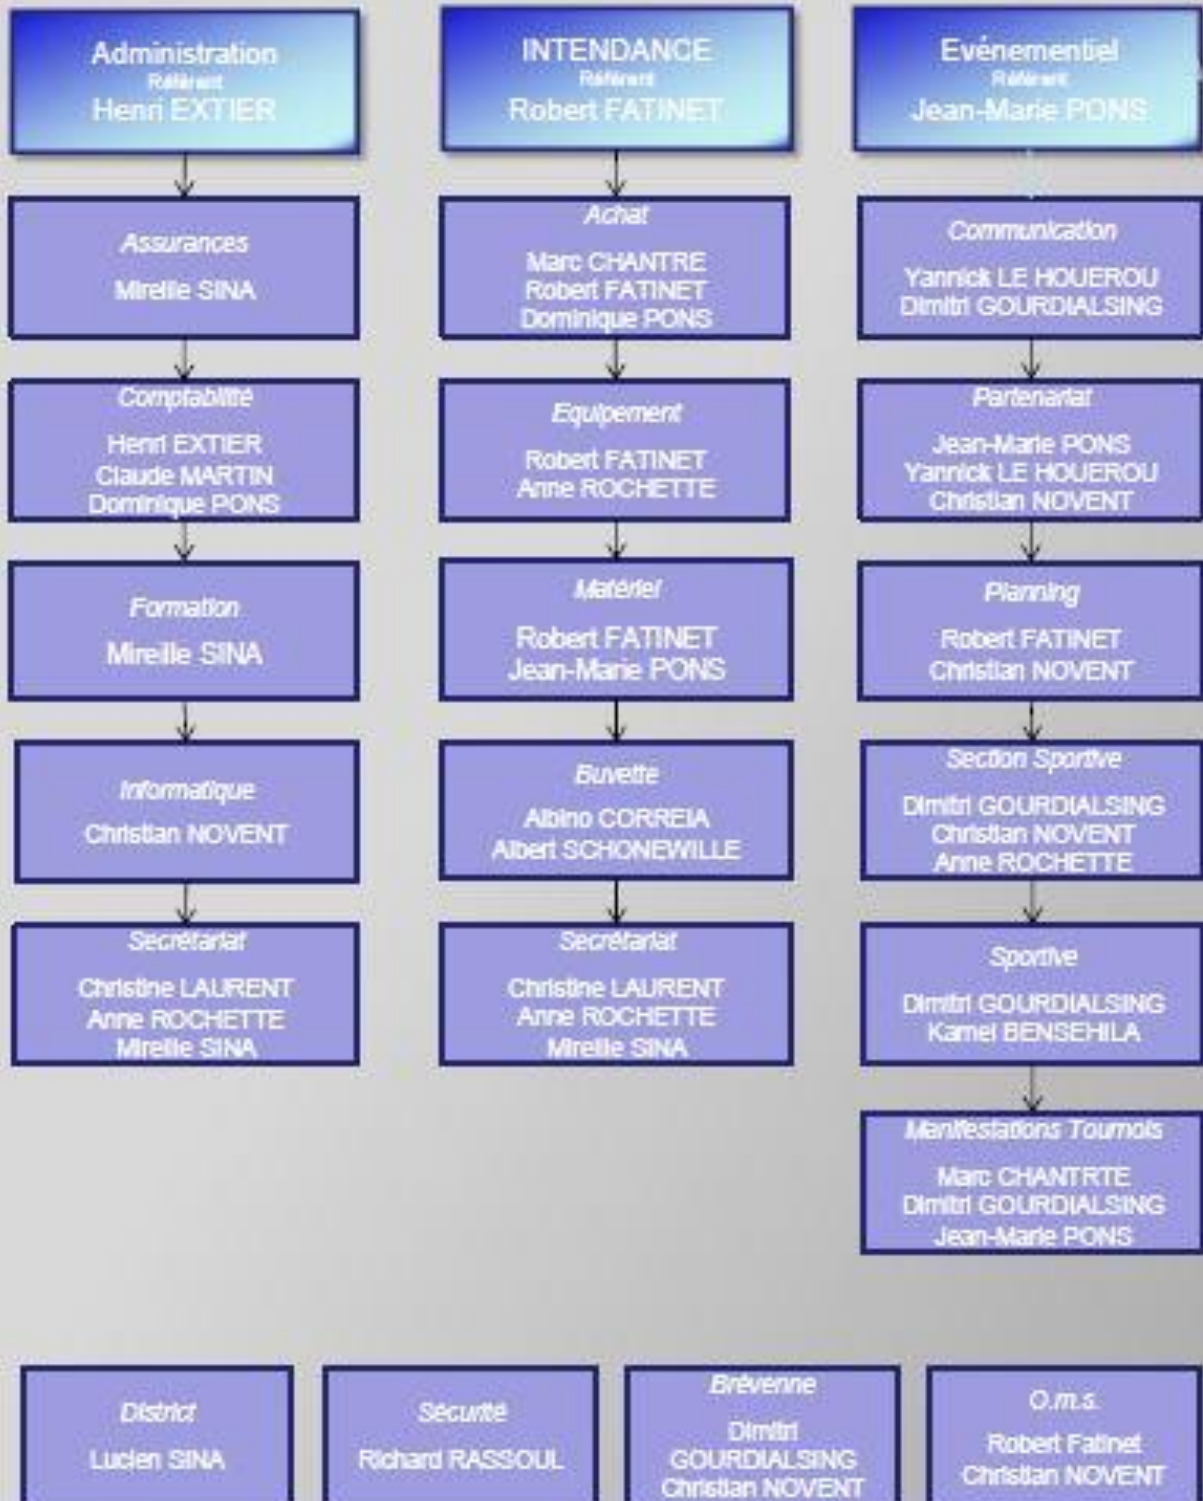 Administration
Référent
Henri EXTIER
Assurances
Mireille SINA
Comptabilité
Henri EXTIER
Claude MARTIN
Dominique PONS
Formation
Mireille SINA
Informatique
Christian NOVENT
Secrétariat
Christine LAURENT
Anne ROCHETTE
Mireille SINA
INTENDANCE
Référent
Robert FATINET
Achat
Marc CHANTRE
Robert FATINET
Dominique PONS
Equipement
Robert FATINET
Anne ROCHETTE
Matériel
Robert FATINET
Jean-Marie PONS
Buvette
Albino CORREIA
Albert SCHONEWILLE
Secrétariat
Christine LAURENT
Anne ROCHETTE
Mireille SINA
Evénementiel
Référent
Jean-Marie PONS
Communication
Yannick LE HOUEROU
Dimitri GOURDIALSING
Partenariat
Jean-Marie PONS
Yannick LE HOUEROU
Christian NOVENT
Planning
Robert FATINET
Christian NOVENT
Section Sportive
Dimitri GOURDIALSING
Christian NOVENT
Anne ROCHETTE
Sportive
Dimitri GOURDIALSING
Kamel BENSEHILA
Manifestations Tournois
Marc CHANTRTE
Dimitri GOURDIALSING
Jean-Marie PONS
District
Lucien SINA
Sécurité
Richard RASSOUL
Brévenne
Dimitri
GOURDIALSING
Christian NOVENT
O.m.s.
Robert Fatinet
Christian NOVENT